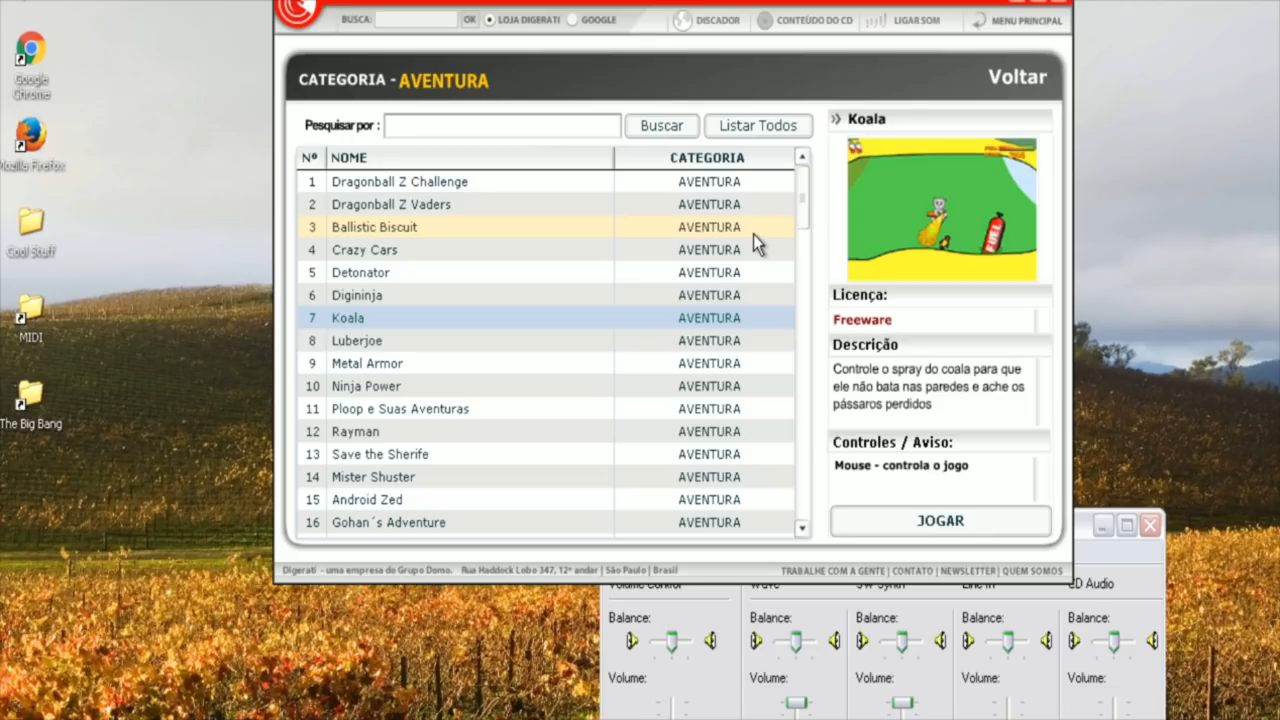 BUSCA: OK LOJA DIGERATI GOOGLE DISCADOR CONTEÚDO DO CD LIGAR SOM MENU PRINCIPAL
Google
Chrome
Mozilla Firefox
Cool Stuff
MIDI
The Big Bang
CATEGORIA - AVENTURA
Voltar
Pesquisar por : Buscar Listar Todos
Nº NOME CATEGORIA
1 Dragonball Z Challenge AVENTURA
2 Dragonball Z Vaders AVENTURA
3 Ballistic Biscuit AVENTURA
4 Crazy Cars AVENTURA
5 Detonator AVENTURA
6 Digininja AVENTURA
7 Koala AVENTURA
8 Luberjoe AVENTURA
9 Metal Armor AVENTURA
10 Ninja Power AVENTURA
11 Ploop e Suas Aventuras AVENTURA
12 Rayman AVENTURA
13 Save the Sherife AVENTURA
14 Mister Shuster AVENTURA
15 Android Zed AVENTURA
16 Gohan´s Adventure AVENTURA
Koala
FUEL
Licença:
Freeware
Descrição
Controle o spray do coala para que
ele não bata nas paredes e ache os
pássaros perdidos
Controles / Aviso:
Mouse - controla o jogo
JOGAR
Digerati - uma empresa do Grupo Domo. Rua Haddock Lobo 347, 12º andar | São Paulo | Brasil
TRABALHE COM A GENTE | CONTATO | NEWSLETTER | QUEM SOMOS
Volume Control Wave SW Synth Line In CD Audio
Balance: Balance: Balance: Balance: Balance:
Volume: Volume: Volume: Volume: Volume: